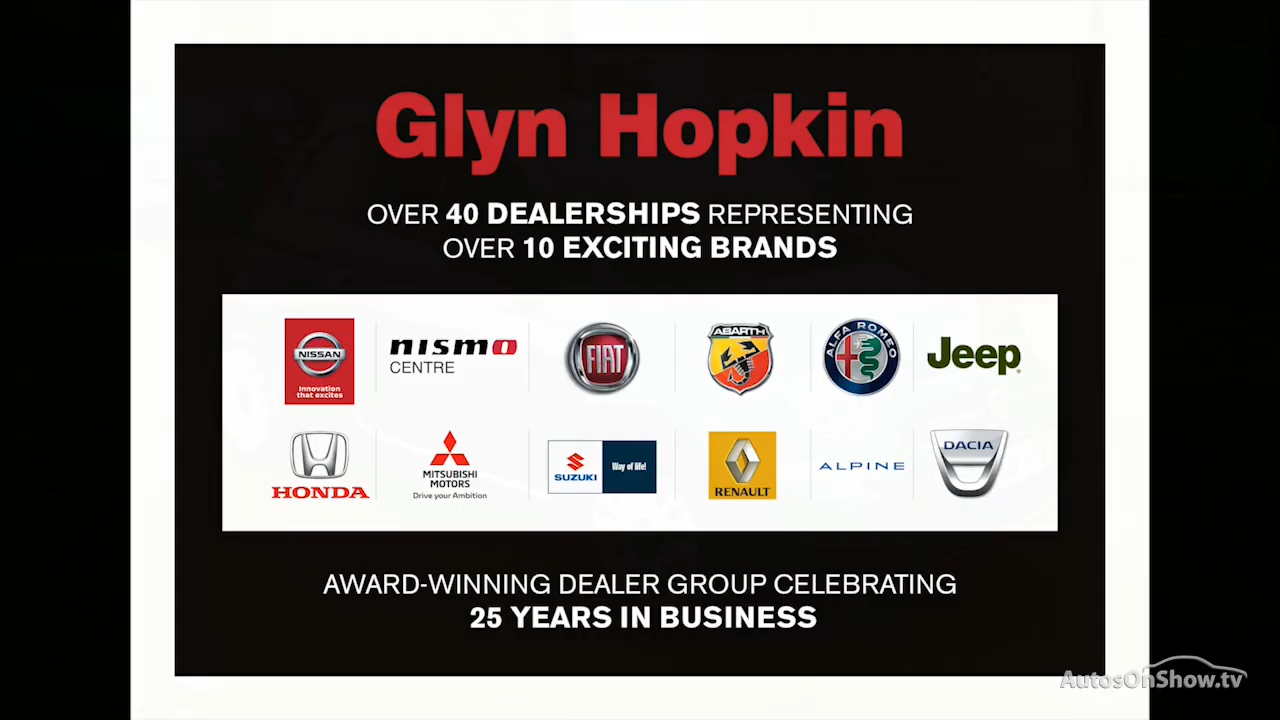 Glyn Hopkin
OVER 40 DEALERSHIPS REPRESENTING
OVER 10 EXCITING BRANDS
NISSAN
Innovation
that excites
nismo
CENTRE
FIAT
ABARTH
ALFA ROMEO
Jeep
HONDA
MITSUBISHI
MOTORS
Drive your Ambition
SUZUKI
Way of life!
RENAULT
ALPINE
DACIA
AWARD-WINNING DEALER GROUP CELEBRATING
25 YEARS IN BUSINESS
AutosOnShow.tv